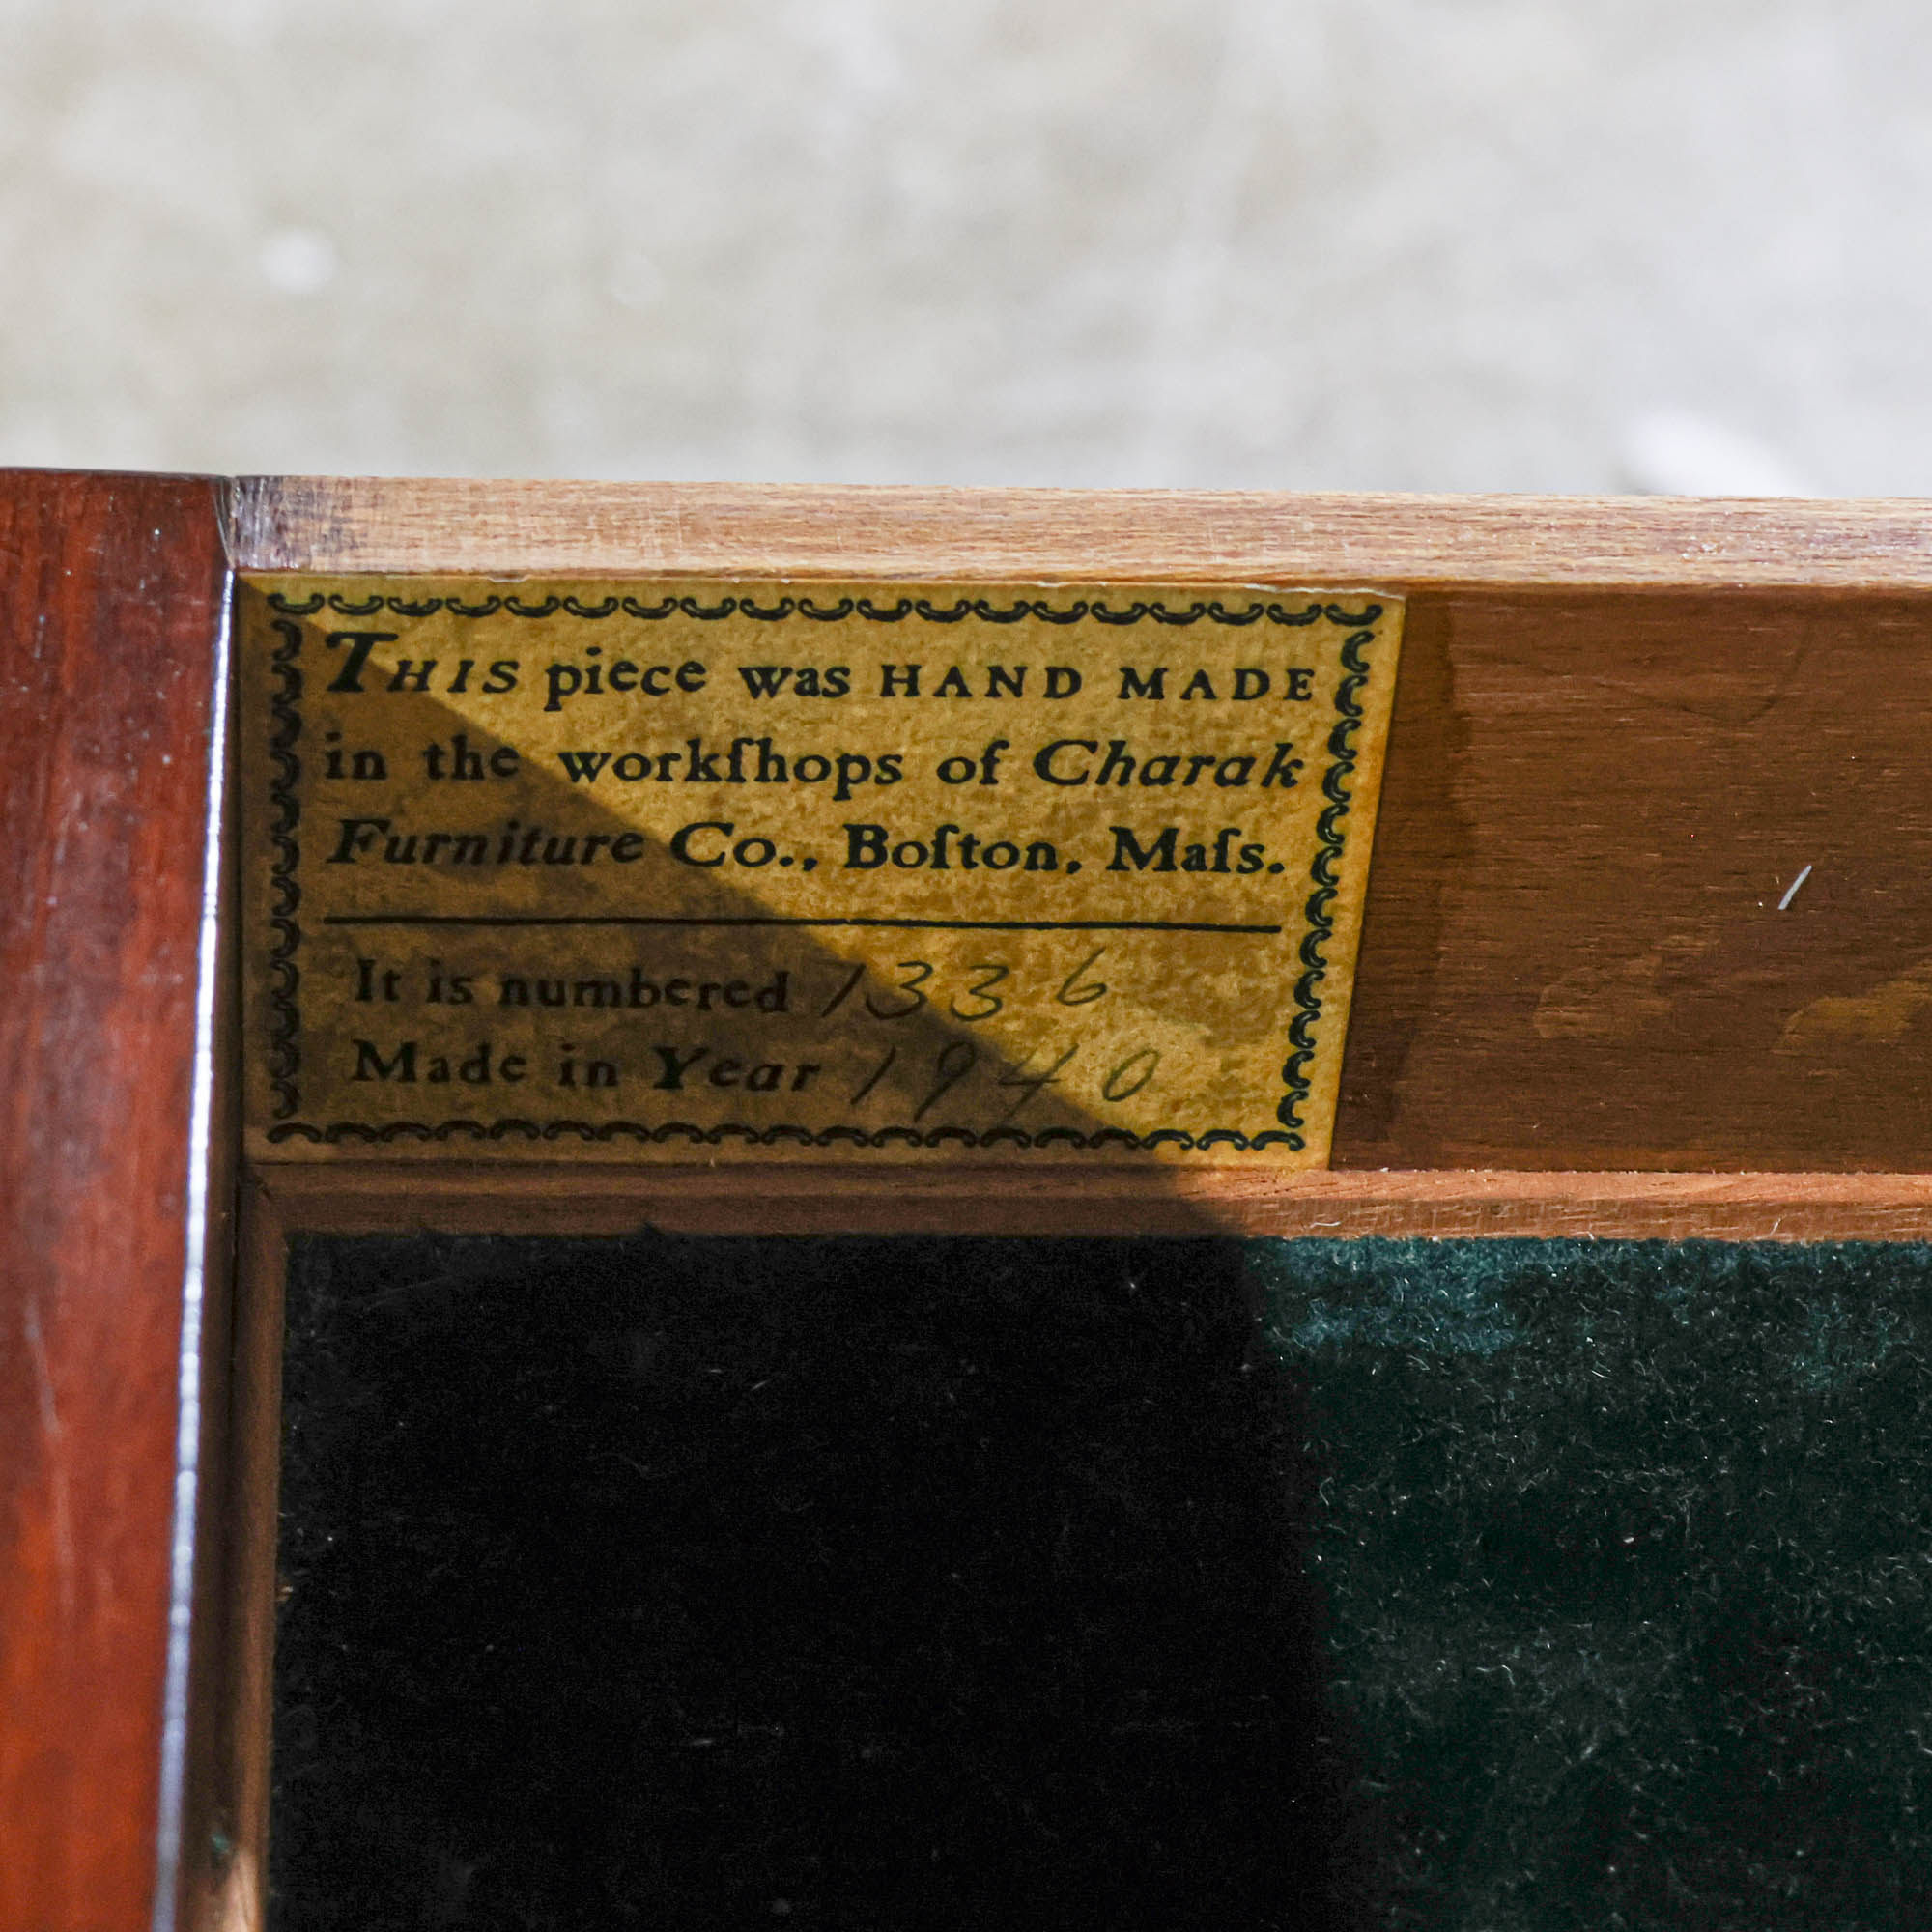 THIS piece was HAND MADE
in the workſhops of Charak
Furniture Co., Boſton, Maſs.
It is numbered 1336
Made in Year 1940